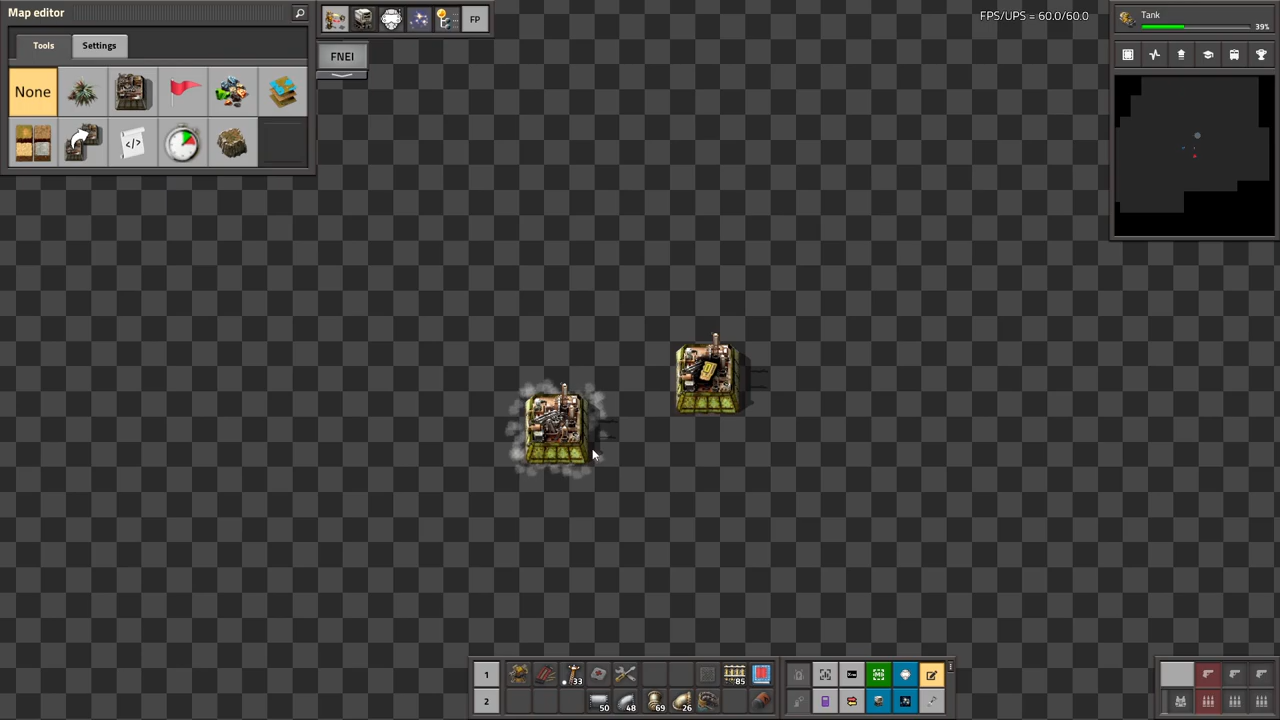 Map editor
FP
FPS/UPS = 60.0/60.0
Tank
39%
Tools
Settings
FNEI
None
</>
1
33
85
2
50
48
69
26